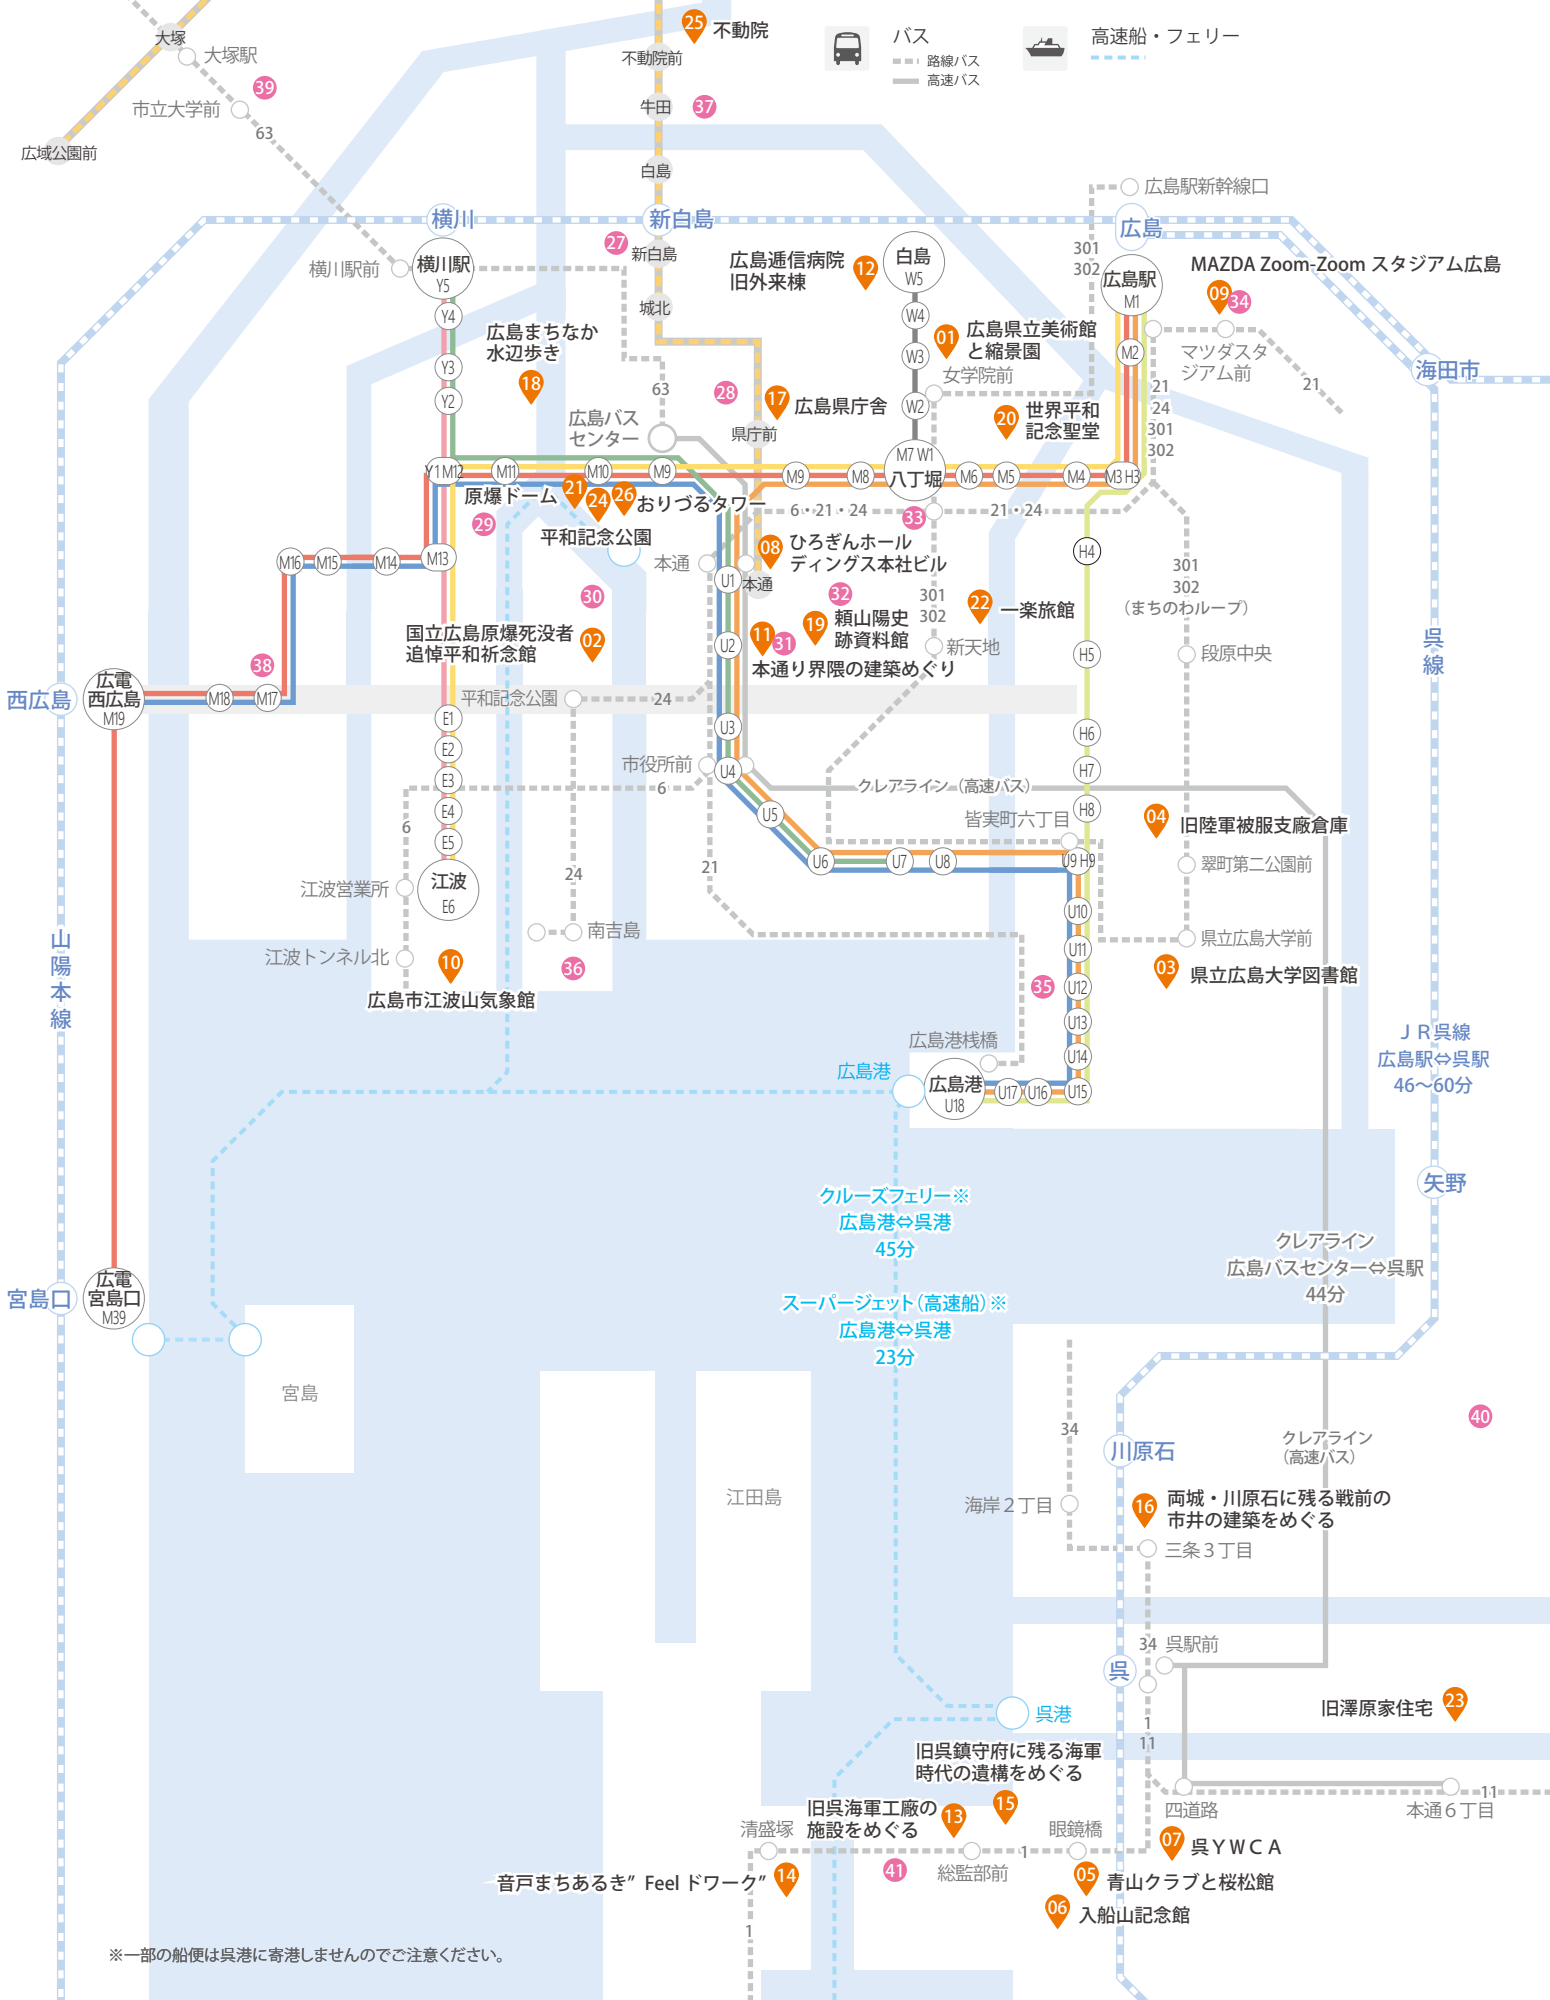 25 不動院
バス
高速船・フェリー
路線バス
高速バス
大塚
大塚駅
不動院前
39
市立大学前
牛田
37
63
広域公園前
白島
広島駅新幹線口
横川
新白島
広島
27
新白島
301
302
横川駅前
横川駅
Y5
広島逓信病院
旧外来棟
12
白島
W5
広島駅
M1
MAZDA Zoom-Zoom スタジアム広島
09
34
城北
Y4
W4
広島まちなか
水辺歩き
18
01
広島県立美術館
と縮景園
W3
M2
マツダスタ
ジアム前
海田市
Y3
女学院前
21
24
301
302
21
63
28
17
広島県庁舎
Y2
W2
20
世界平和
記念聖堂
広島バス
センター
県庁前
M7 W1
八丁堀
Y1 M12
M11
M10
M9
M9
M8
M6
M5
M4
M3 H3
原爆ドーム
21
24
26
おりづるタワー
29
平和記念公園
6・21・24
33
21・24
M16
M15
M14
M13
本通
08
ひろぎんホール
ディングス本社ビル
H4
U1
本通
301
302
(まちのわループ)
30
32
301
302
22
一楽旅館
国立広島原爆死没者
追悼平和祈念館
02
11
31
19
頼山陽史
跡資料館
U2
新天地
H5
段原中央
呉線
38
本通り界隈の建築めぐり
西広島
広電
西広島
M19
M18
M17
平和記念公園
24
E1
U3
H6
E2
市役所前
U4
H7
E3
6
クレアライン（高速バス）
6
E4
U5
皆実町六丁目
H8
04
旧陸軍被服支廠倉庫
E5
U6
U7
U8
U9 H9
21
24
翠町第二公園前
江波営業所
江波
E6
U10
山陽本線
南吉島
県立広島大学前
江波トンネル北
10
36
U11
03
県立広島大学図書館
広島市江波山気象館
35
U12
U13
ＪＲ呉線
広島駅⇔呉駅
46～60分
広島港桟橋
U14
広島港
広島港
U18
U17
U16
U15
クルーズフェリー※
広島港⇔呉港
45分
矢野
クレアライン
広島バスセンター⇔呉駅
44分
宮島口
広電
宮島口
M39
スーパージェット（高速船）※
広島港⇔呉港
23分
宮島
40
34
川原石
クレアライン
（高速バス）
江田島
海岸２丁目
16
両城・川原石に残る戦前の
市井の建築をめぐる
三条３丁目
34
呉駅前
呉
呉港
旧澤原家住宅
23
1
11
旧呉鎮守府に残る海軍
時代の遺構をめぐる
15
11
四道路
本通６丁目
旧呉海軍工廠の
施設をめぐる
13
清盛塚
眼鏡橋
07
呉ＹＷＣＡ
1
41
総監部前
音戸まちあるき” Feel ドワーク”
14
05
青山クラブと桜松館
06
入船山記念館
1
※一部の船便は呉港に寄港しませんのでご注意ください。